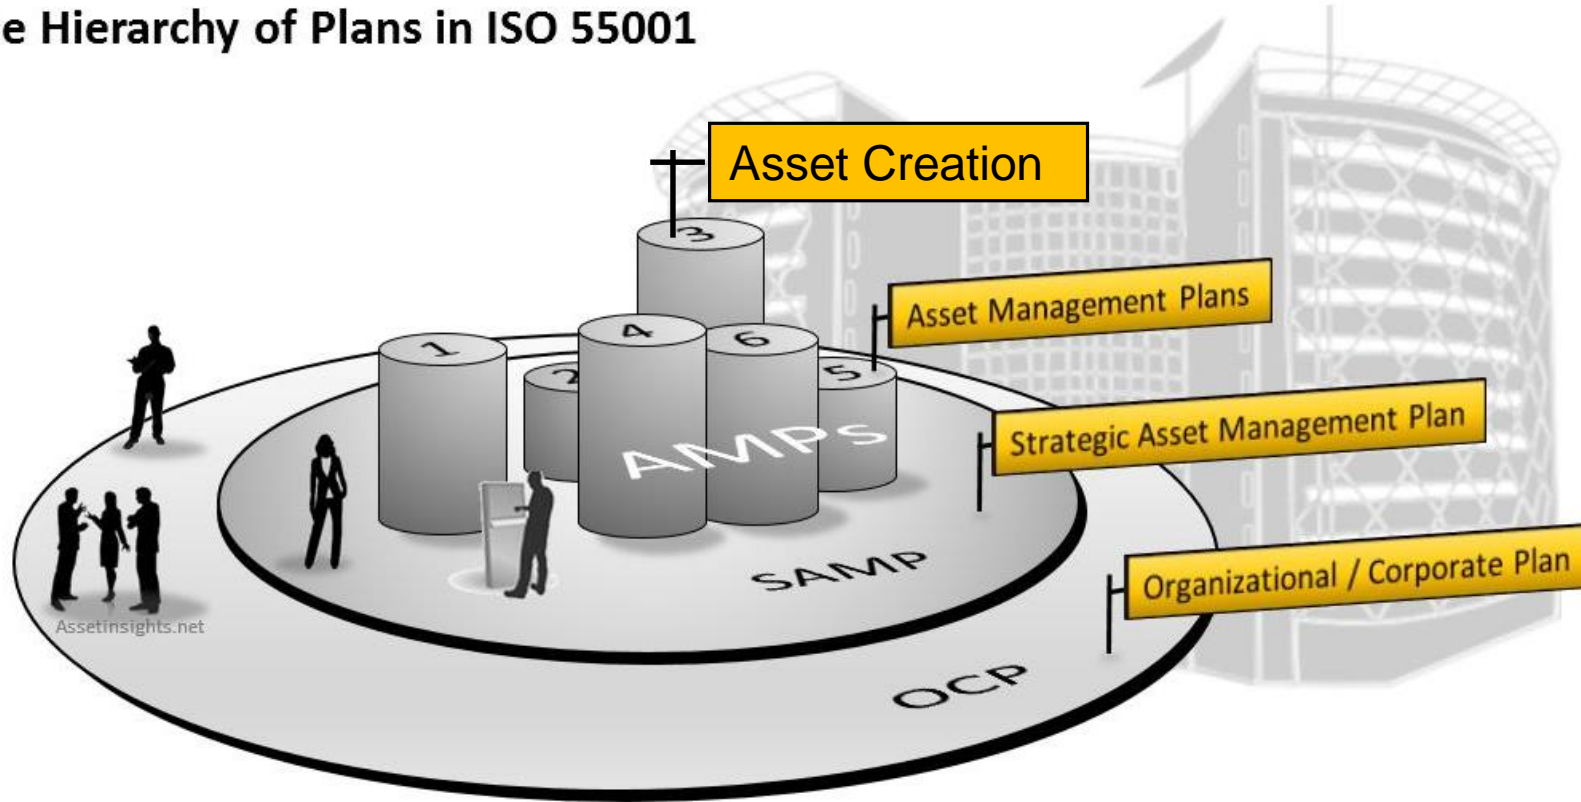 e Hierarchy of Plans in ISO 55001
Asset Creation
3
Asset Management Plans
1
4
6
2
5
AMPs
Strategic Asset Management Plan
SAMP
Organizational / Corporate Plan
Assetinsights.net
OCP